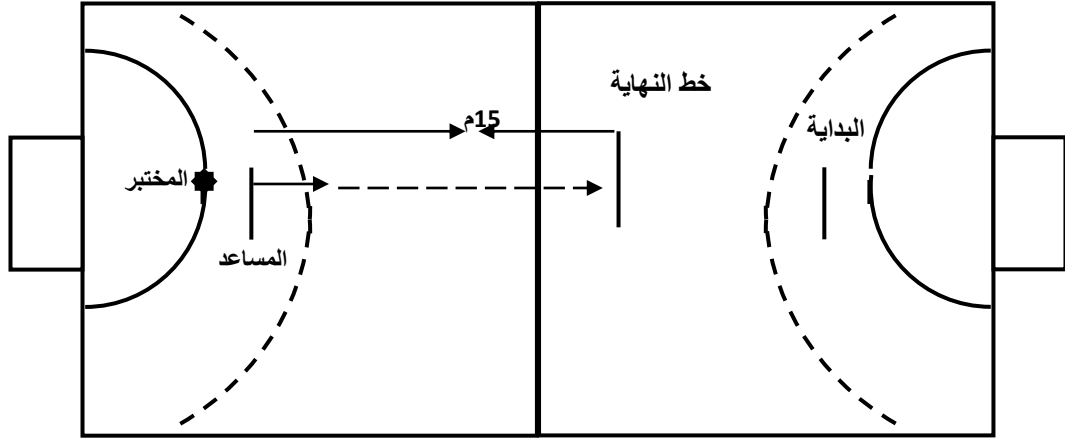 خط النهاية
البداية
15م
المختبر
المساعد